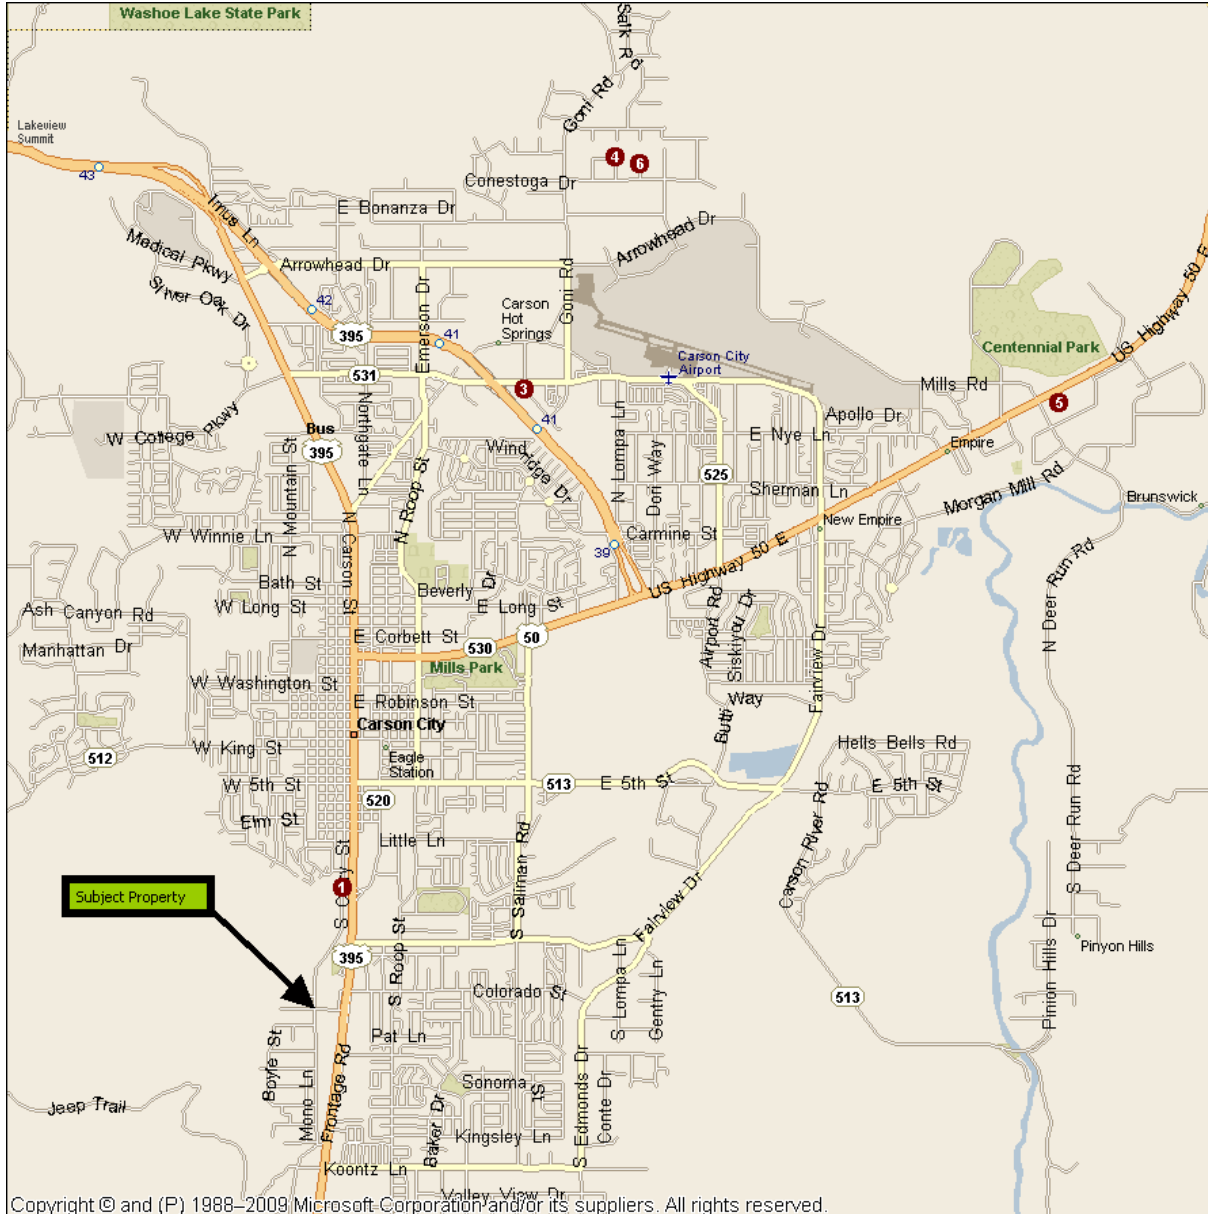 Washoe Lake State Park
Salk Rd
Goni Rd
Lakeview
Summit
43
4
6
Conestoga Dr
Imus Ln
E Bonanza Dr
Arrowhead Dr
Medical Pkwy
Silver Oak Dr
Arrowhead Dr
Goni Rd
Emerson Dr
42
Carson
Hot
Springs
395
41
US Highway 50 E
Centennial Park
Carson City
Airport
531
3
Mills Rd
5
Northgate Ln
Apollo Dr
W College Pkwy
Bus
395
41
N Lompa Ln
E Nye Ln
Empire
N Mountain St
Wind
ridge Dr
Dori Way
525
N Roop St
Sherman Ln
Morgan Mill Rd
Brunswick
New Empire
W Winnie Ln
N Carson St
Carmine St
39
US Highway 50 E
N Deer Run Rd
Bath St
Beverly Dr
Ash Canyon Rd
W Long St
E Long St
Airport Rd
Siskiyou Dr
Manhattan Dr
E Corbett St
530
50
Fairview Dr
Mills Park
W Washington St
E Robinson St
Butti Way
Carson City
W King St
Eagle
Station
Hells Bells Rd
512
W 5th St
513
E 5th St
E 5th St
520
S Deer Run Rd
Elm St
Little Ln
Carson River Rd
S Curry St
S Saliman Rd
1
Subject Property
Fairview Dr
395
Pinyon Hills
Pinion Hills Dr
S Roop St
S Lompa Ln
Gentry Ln
Colorado St
513
Boyle St
Pat Ln
Mono Ln
Frontage Rd
Sonoma St
S Edmonds Dr
Conte Dr
Jeep Trail
Baker Dr
Kingsley Ln
Koontz Ln
Valley View Dr
Copyright © and (P) 1988–2009 Microsoft Corporation and/or its suppliers. All rights reserved.